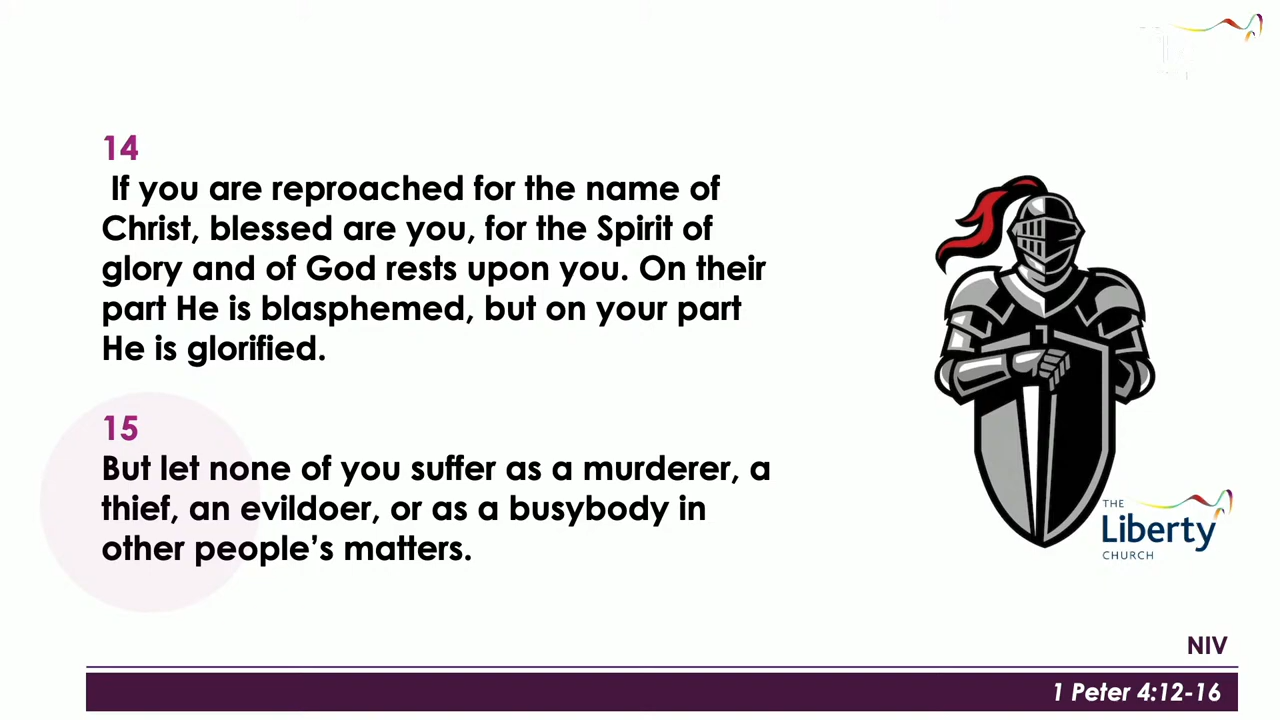 14
If you are reproached for the name of
Christ, blessed are you, for the Spirit of
glory and of God rests upon you. On their
part He is blasphemed, but on your part
He is glorified.
15
But let none of you suffer as a murderer, a
thief, an evildoer, or as a busybody in
other people’s matters.
THE
Liberty
CHURCH
NIV
1 Peter 4:12-16